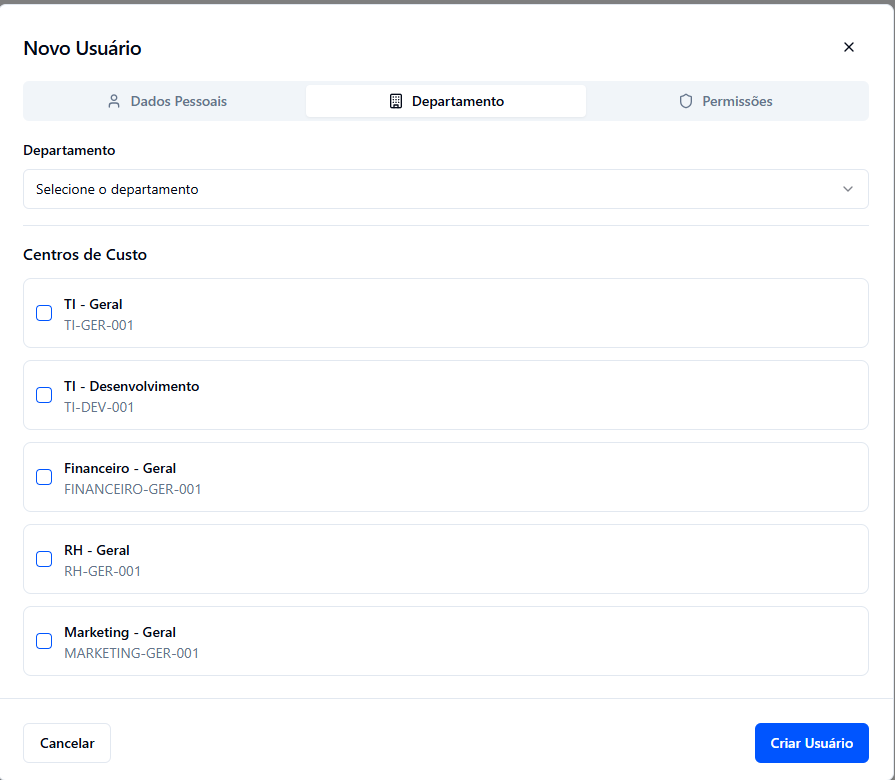 Novo Usuário
Dados Pessoais
Departamento
Permissões
Departamento
Selecione o departamento
Centros de Custo
TI - Geral
TI-GER-001
TI - Desenvolvimento
TI-DEV-001
Financeiro - Geral
FINANCEIRO-GER-001
RH - Geral
RH-GER-001
Marketing - Geral
MARKETING-GER-001
Cancelar
Criar Usuário